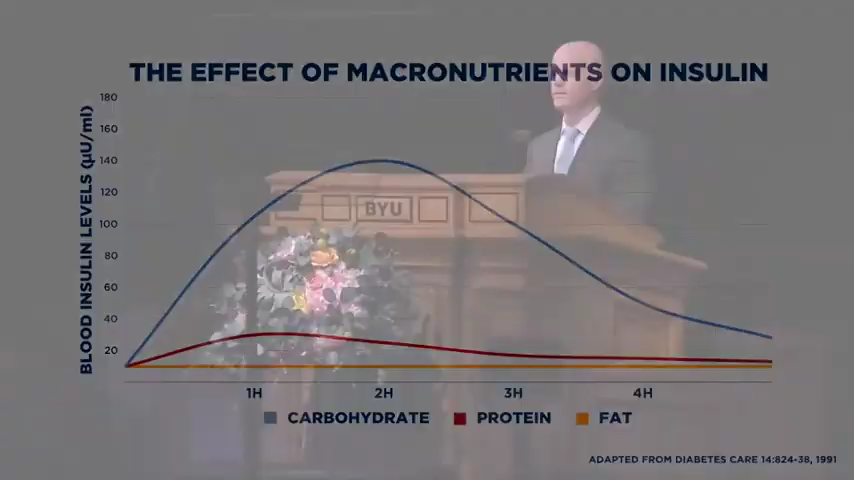 THE EFFECT OF MACRONUTRIENTS ON INSULIN
BLOOD INSULIN LEVELS (µU/ml)
180
160
140
120
100
80
60
40
20
BYU
1H 2H 3H 4H
CARBOHYDRATE PROTEIN FAT
ADAPTED FROM DIABETES CARE 14:824-38, 1991